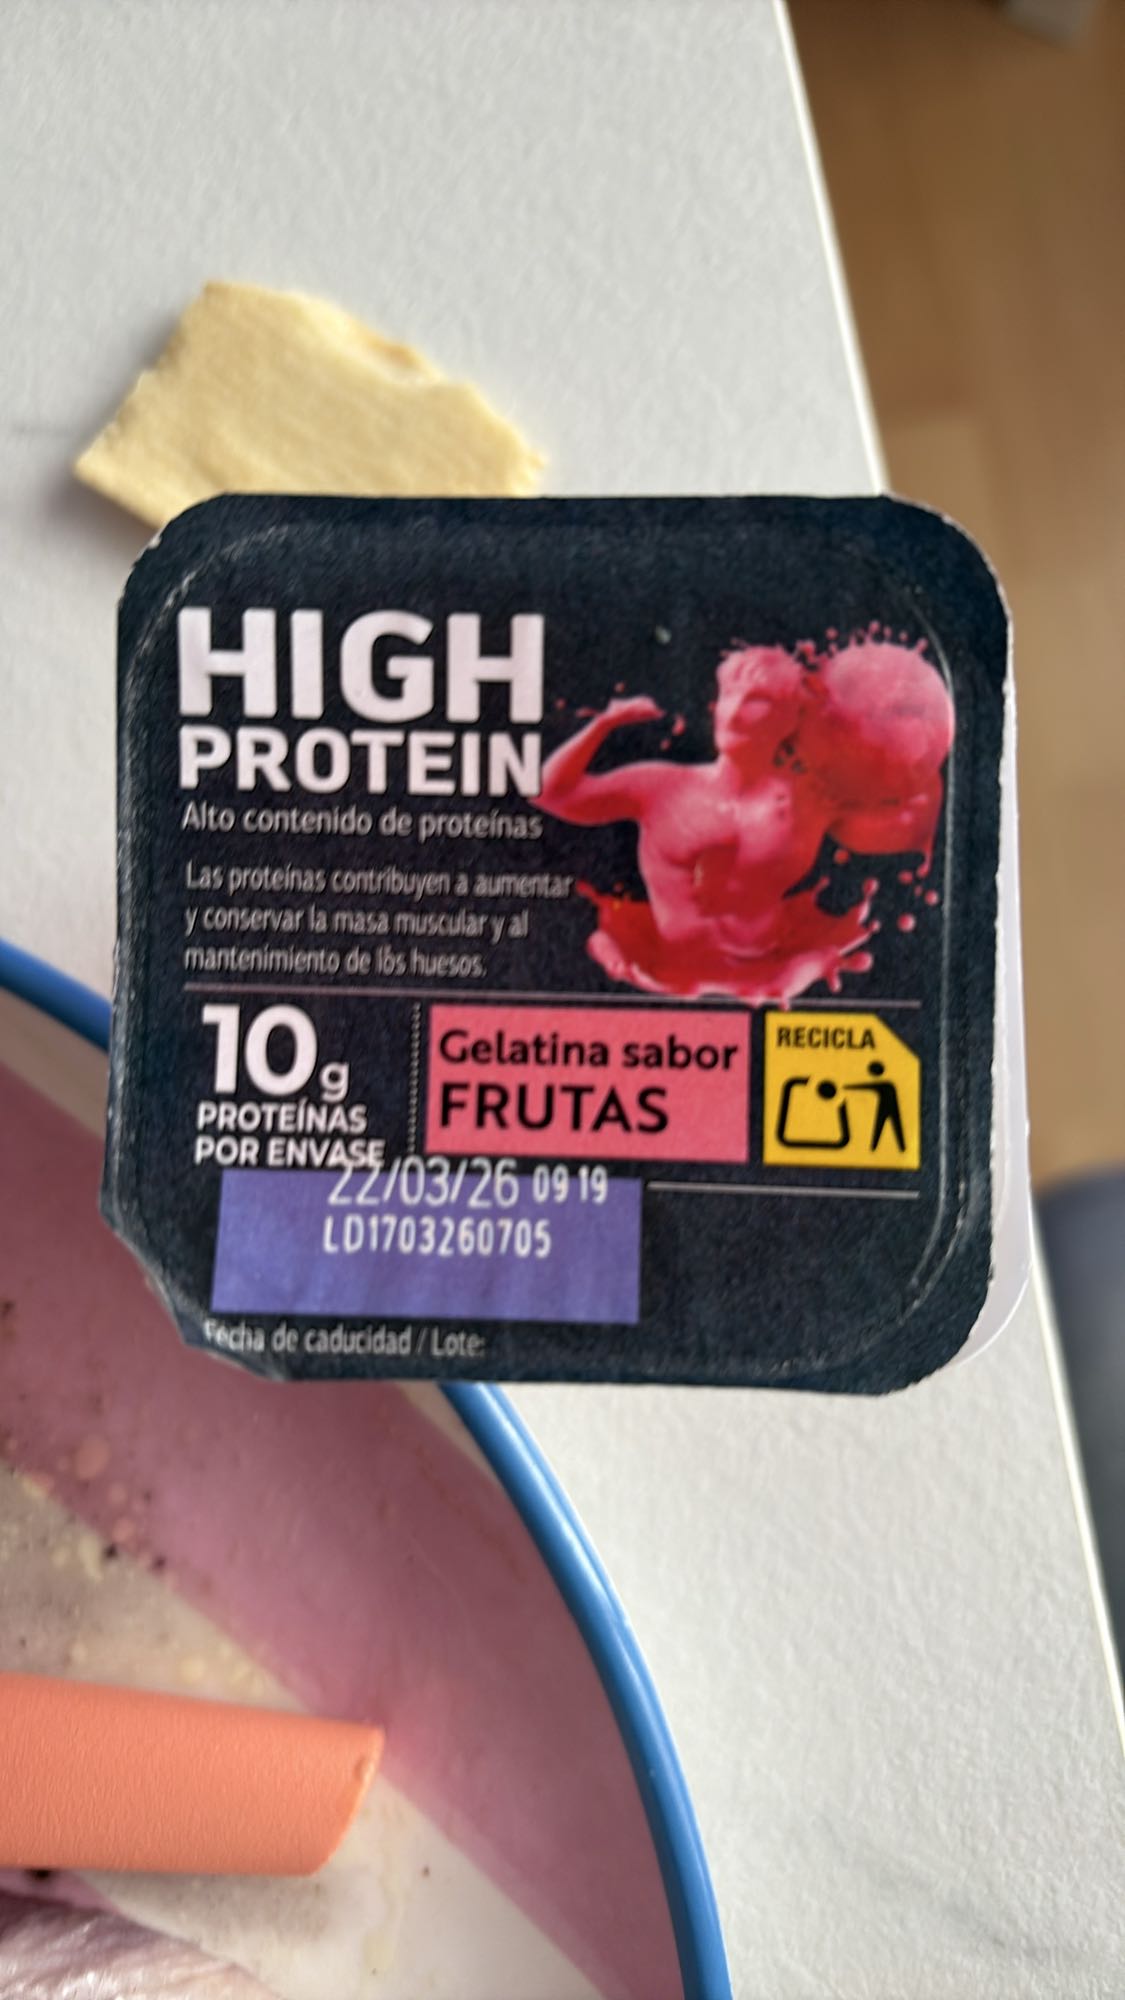 HIGH
PROTEIN
Alto contenido de proteínas
Las proteínas contribuyen a aumentar
y conservar la masa muscular y al
mantenimiento de los huesos.
10g
PROTEÍNAS
POR ENVASE
Gelatina sabor
FRUTAS
RECICLA
22/03/26 09 19
LD1703260705
Fecha de caducidad / Lote: